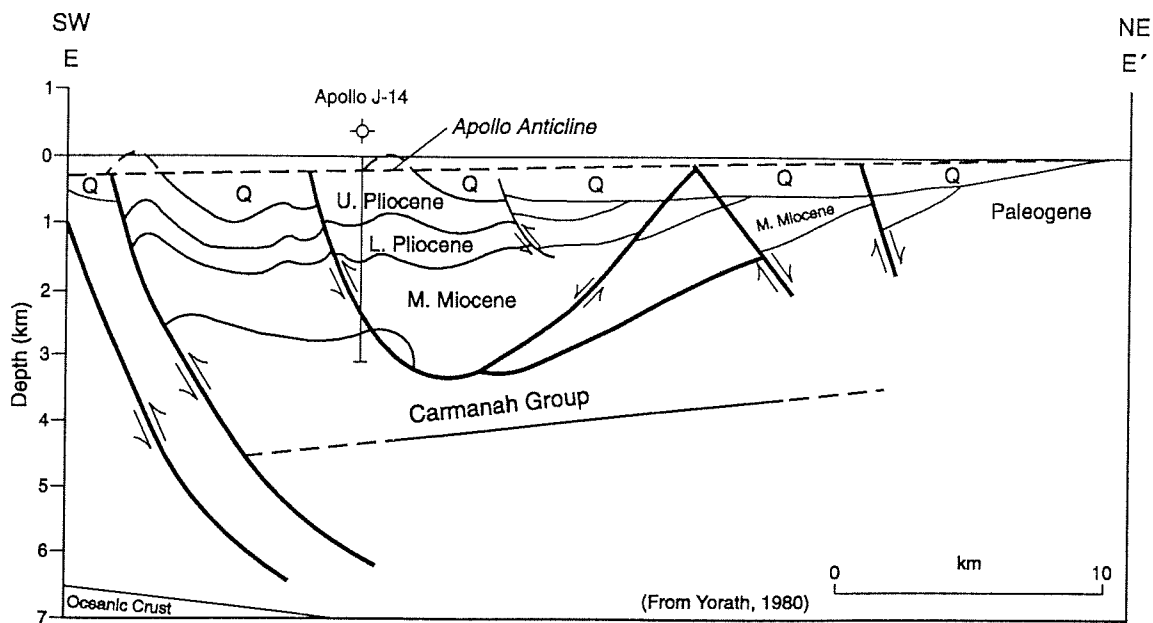 SW
NE
E
E′
Apollo J-14
Apollo Anticline
1
0
1
2
3
4
5
6
7
Depth (km)
Q
Q
Q
Q
Q
Q
U. Pliocene
L. Pliocene
M. Miocene
M. Miocene
Paleogene
Carmanah Group
Oceanic Crust
(From Yorath, 1980)
km
0
10